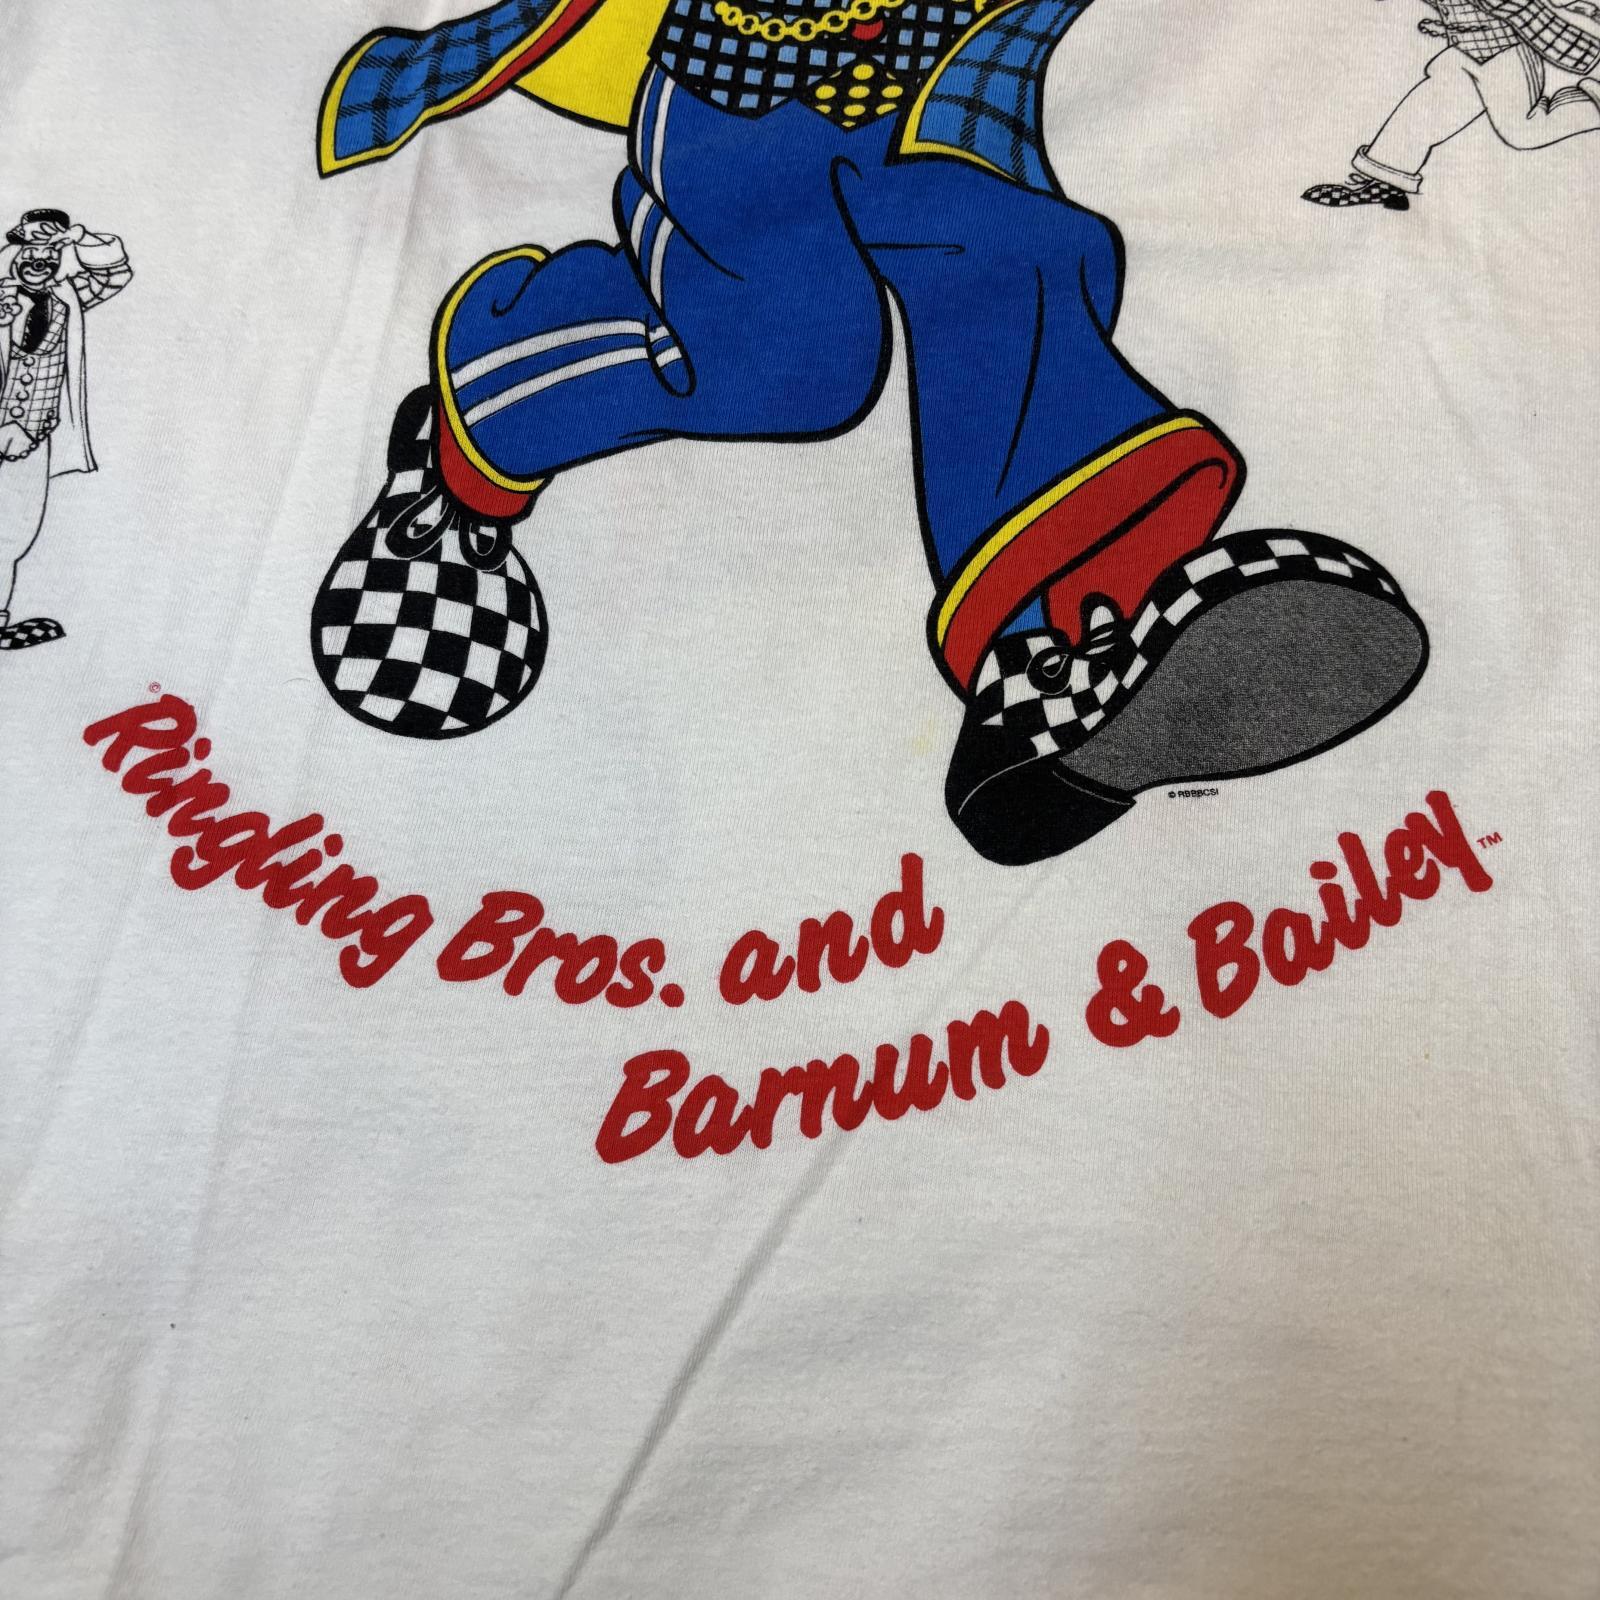 © Ringling Bros. and
Barnum & Bailey™
© RBBBCSI